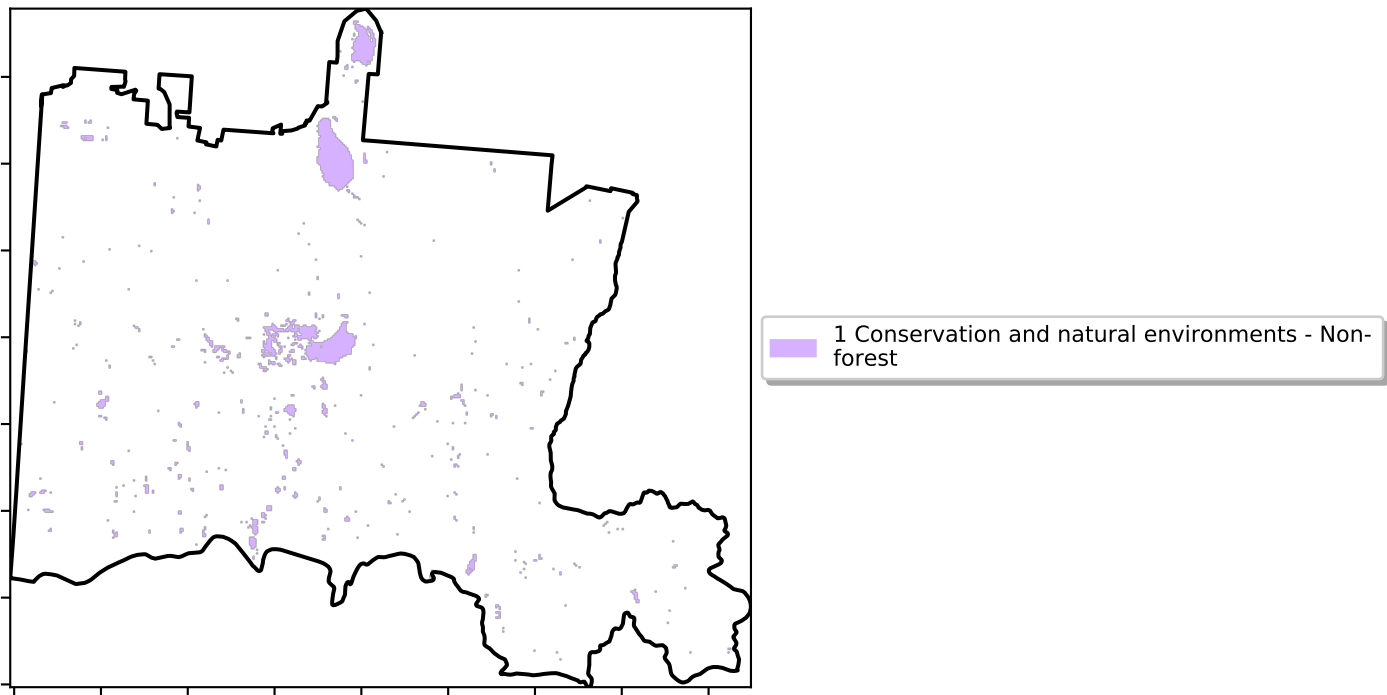 1 Conservation and natural environments - Non-
forest